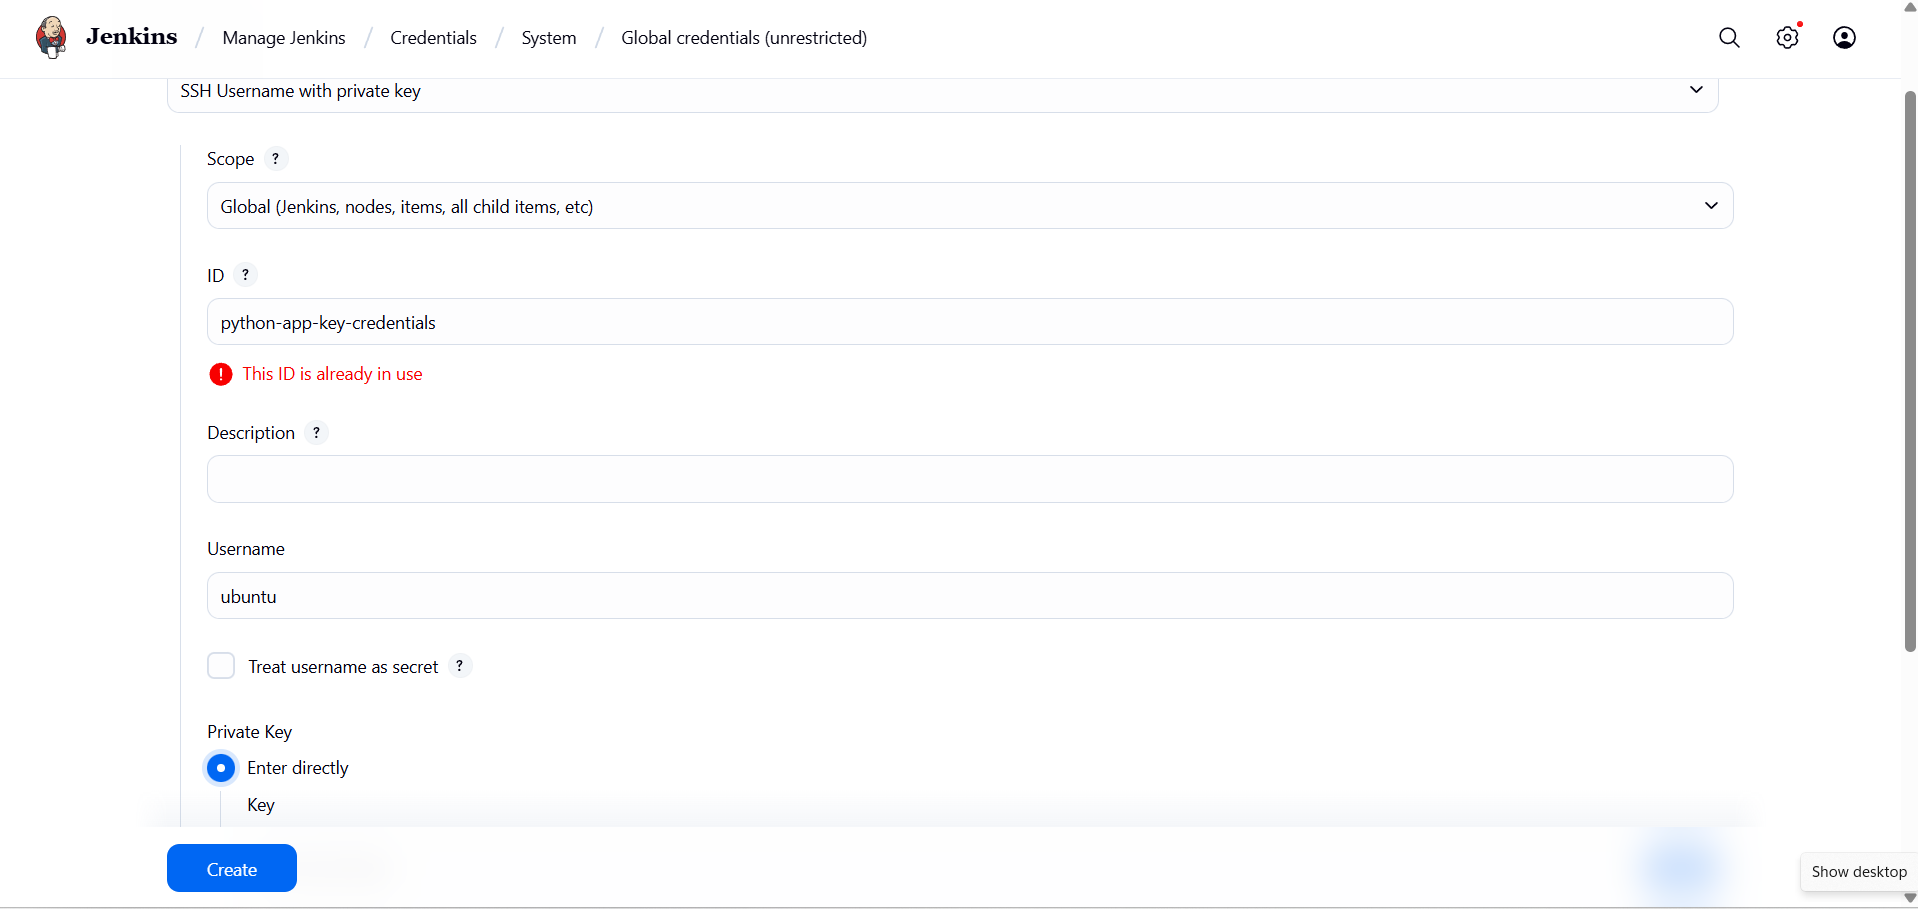 Jenkins / Manage Jenkins / Credentials / System / Global credentials (unrestricted)
SSH Username with private key
Scope ?
Global (Jenkins, nodes, items, all child items, etc)
ID ?
python-app-key-credentials
! This ID is already in use
Description ?
Username
ubuntu
Treat username as secret ?
Private Key
Enter directly
Key
Create
Show desktop